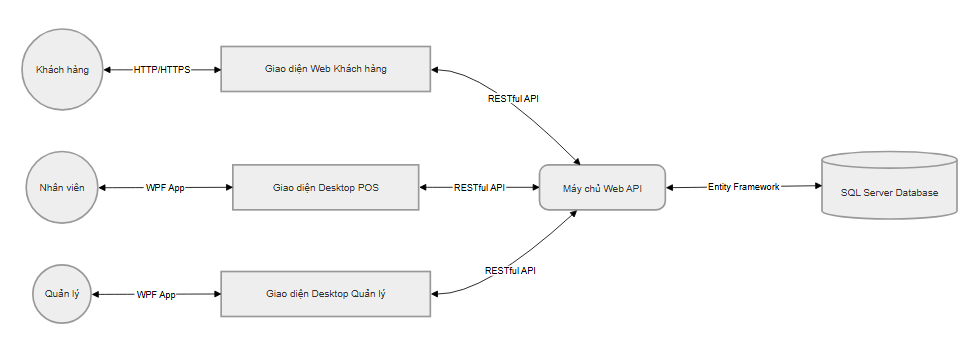 Khách hàng
HTTP/HTTPS
Giao diện Web Khách hàng
RESTful API
Nhân viên
WPF App
Giao diện Desktop POS
RESTful API
Máy chủ Web API
Entity Framework
SQL Server Database
RESTful API
Quản lý
WPF App
Giao diện Desktop Quản lý